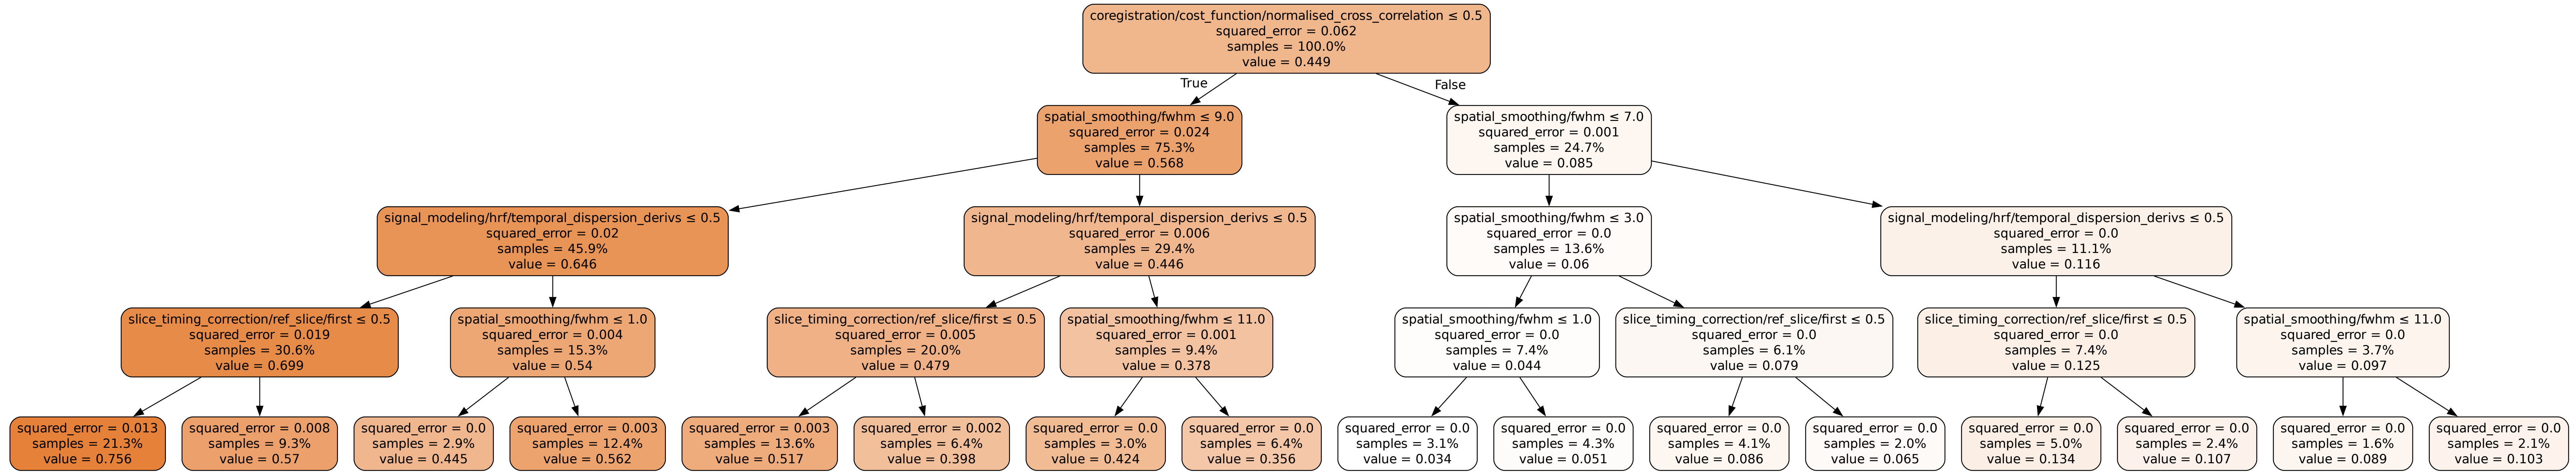 coregistration/cost_function/normalised_cross_correlation ≤ 0.5
squared_error = 0.062
samples = 100.0%
value = 0.449
True
False
spatial_smoothing/fwhm ≤ 9.0
squared_error = 0.024
samples = 75.3%
value = 0.568
spatial_smoothing/fwhm ≤ 7.0
squared_error = 0.001
samples = 24.7%
value = 0.085
signal_modeling/hrf/temporal_dispersion_derivs ≤ 0.5
squared_error = 0.02
samples = 45.9%
value = 0.646
signal_modeling/hrf/temporal_dispersion_derivs ≤ 0.5
squared_error = 0.006
samples = 29.4%
value = 0.446
spatial_smoothing/fwhm ≤ 3.0
squared_error = 0.0
samples = 13.6%
value = 0.06
signal_modeling/hrf/temporal_dispersion_derivs ≤ 0.5
squared_error = 0.0
samples = 11.1%
value = 0.116
slice_timing_correction/ref_slice/first ≤ 0.5
squared_error = 0.019
samples = 30.6%
value = 0.699
spatial_smoothing/fwhm ≤ 1.0
squared_error = 0.004
samples = 15.3%
value = 0.54
slice_timing_correction/ref_slice/first ≤ 0.5
squared_error = 0.005
samples = 20.0%
value = 0.479
spatial_smoothing/fwhm ≤ 11.0
squared_error = 0.001
samples = 9.4%
value = 0.378
spatial_smoothing/fwhm ≤ 1.0
squared_error = 0.0
samples = 7.4%
value = 0.044
slice_timing_correction/ref_slice/first ≤ 0.5
squared_error = 0.0
samples = 6.1%
value = 0.079
slice_timing_correction/ref_slice/first ≤ 0.5
squared_error = 0.0
samples = 7.4%
value = 0.125
spatial_smoothing/fwhm ≤ 11.0
squared_error = 0.0
samples = 3.7%
value = 0.097
squared_error = 0.013
samples = 21.3%
value = 0.756
squared_error = 0.008
samples = 9.3%
value = 0.57
squared_error = 0.0
samples = 2.9%
value = 0.445
squared_error = 0.003
samples = 12.4%
value = 0.562
squared_error = 0.003
samples = 13.6%
value = 0.517
squared_error = 0.002
samples = 6.4%
value = 0.398
squared_error = 0.0
samples = 3.0%
value = 0.424
squared_error = 0.0
samples = 6.4%
value = 0.356
squared_error = 0.0
samples = 3.1%
value = 0.034
squared_error = 0.0
samples = 4.3%
value = 0.051
squared_error = 0.0
samples = 4.1%
value = 0.086
squared_error = 0.0
samples = 2.0%
value = 0.065
squared_error = 0.0
samples = 5.0%
value = 0.134
squared_error = 0.0
samples = 2.4%
value = 0.107
squared_error = 0.0
samples = 1.6%
value = 0.089
squared_error = 0.0
samples = 2.1%
value = 0.103